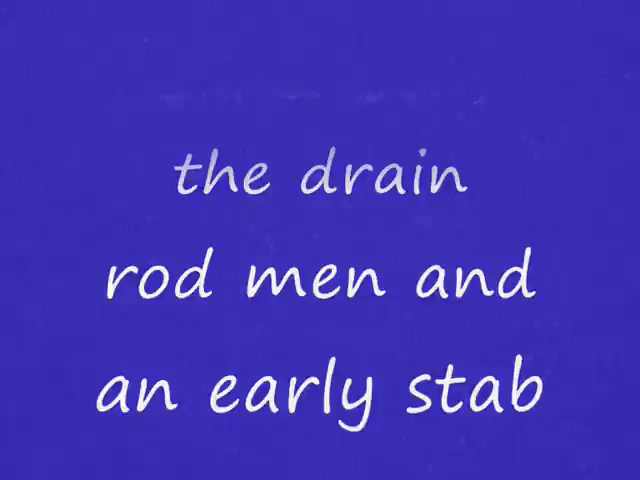 the drain
rod men and
an early stab